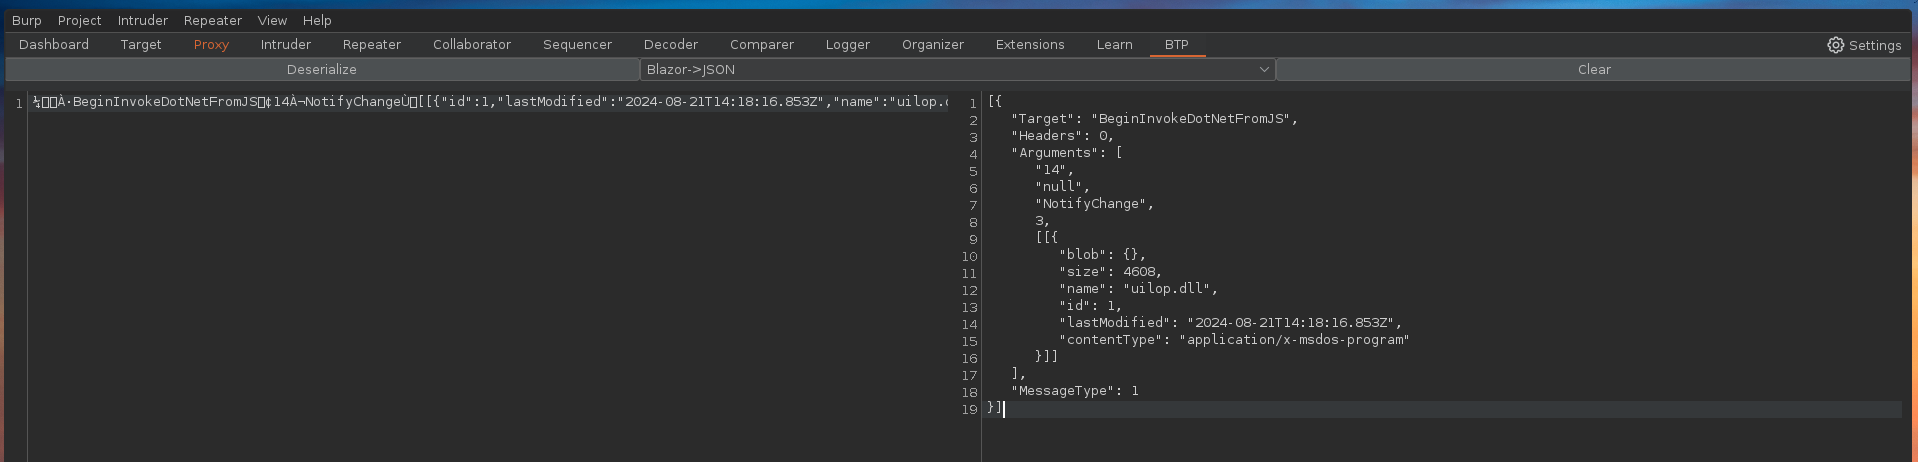 Burp Project Intruder Repeater View Help
Dashboard Target Proxy Intruder Repeater Collaborator Sequencer Decoder Comparer Logger Organizer Extensions Learn BTP Settings
Deserialize Blazor->JSON Clear
1 ¼▯▯À·BeginInvokeDotNetFromJS▯¢14À¬NotifyChangeÙ▯[[{"id":1,"lastModified":"2024-08-21T14:18:16.853Z","name":"uilop.
1 [{
2 "Target": "BeginInvokeDotNetFromJS",
3 "Headers": 0,
4 "Arguments": [
5 "14",
6 "null",
7 "NotifyChange",
8 3,
9 [[{
10 "blob": {},
11 "size": 4608,
12 "name": "uilop.dll",
13 "id": 1,
14 "lastModified": "2024-08-21T14:18:16.853Z",
15 "contentType": "application/x-msdos-program"
16 }]]
17 ],
18 "MessageType": 1
19 }]